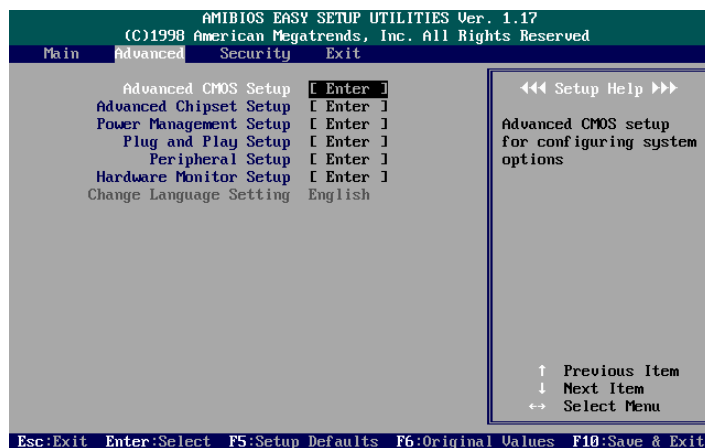 AMIBIOS EASY SETUP UTILITIES Ver. 1.17
(C)1998 American Megatrends, Inc. All Rights Reserved
Main Advanced Security Exit
Advanced CMOS Setup [ Enter ]
Advanced Chipset Setup [ Enter ]
Power Management Setup [ Enter ]
Plug and Play Setup [ Enter ]
Peripheral Setup [ Enter ]
Hardware Monitor Setup [ Enter ]
Change Language Setting English
Setup Help
Advanced CMOS setup
for configuring system
options
↑ Previous Item
↓ Next Item
↔ Select Menu
Esc:Exit Enter:Select F5:Setup Defaults F6:Original Values F10:Save & Exit